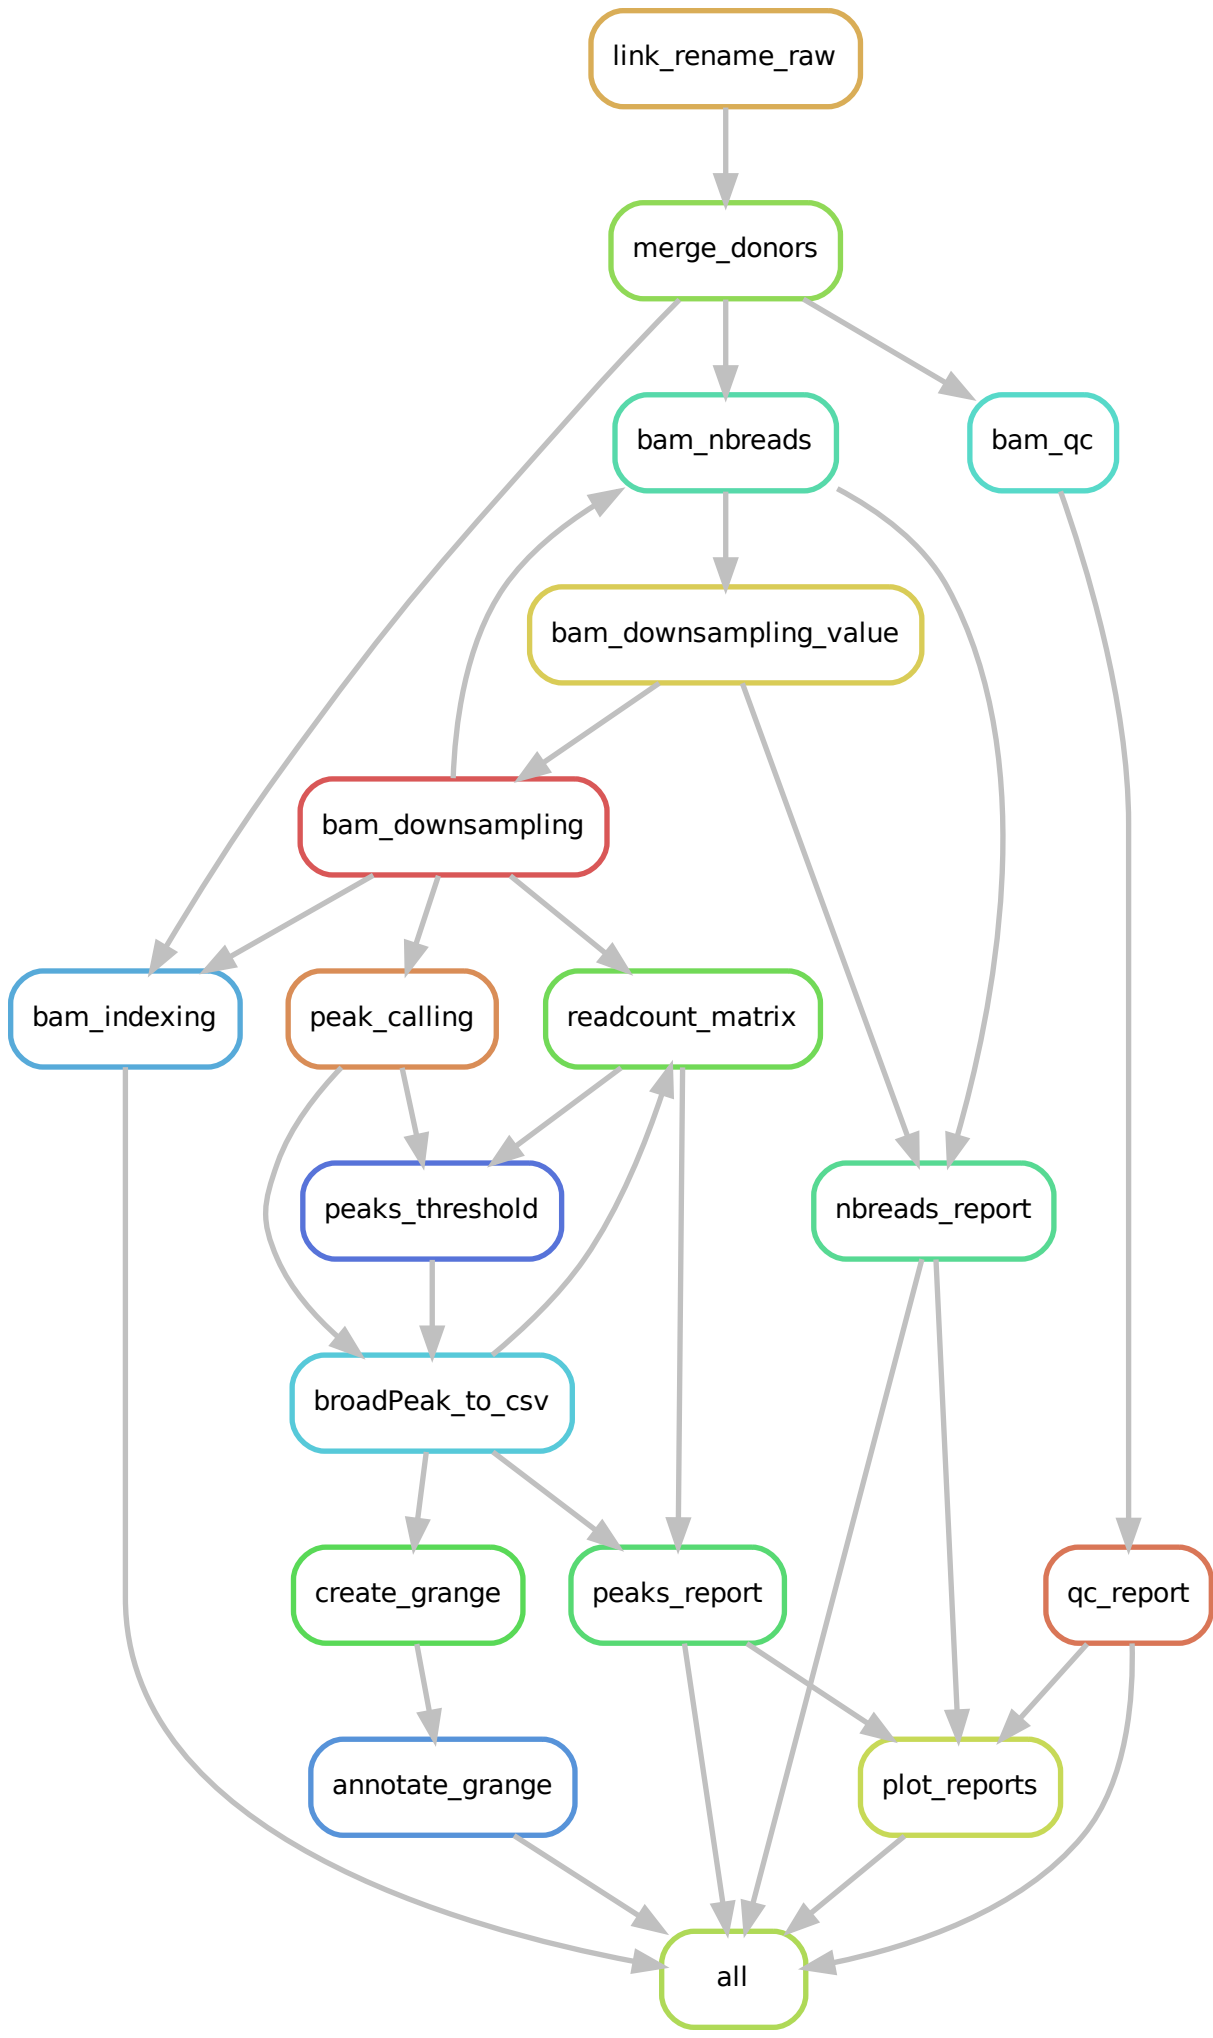 link_rename_raw
merge_donors
bam_nbreads
bam_qc
bam_downsampling_value
bam_downsampling
bam_indexing
peak_calling
readcount_matrix
peaks_threshold
nbreads_report
broadPeak_to_csv
create_grange
peaks_report
qc_report
annotate_grange
plot_reports
all